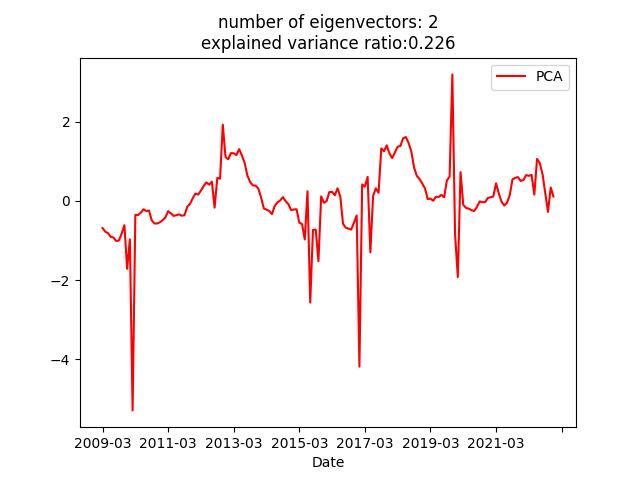 number of eigenvectors: 2
explained variance ratio:0.226
PCA
2
0
−2
−4
2009-03 2011-03 2013-03 2015-03 2017-03 2019-03 2021-03
Date